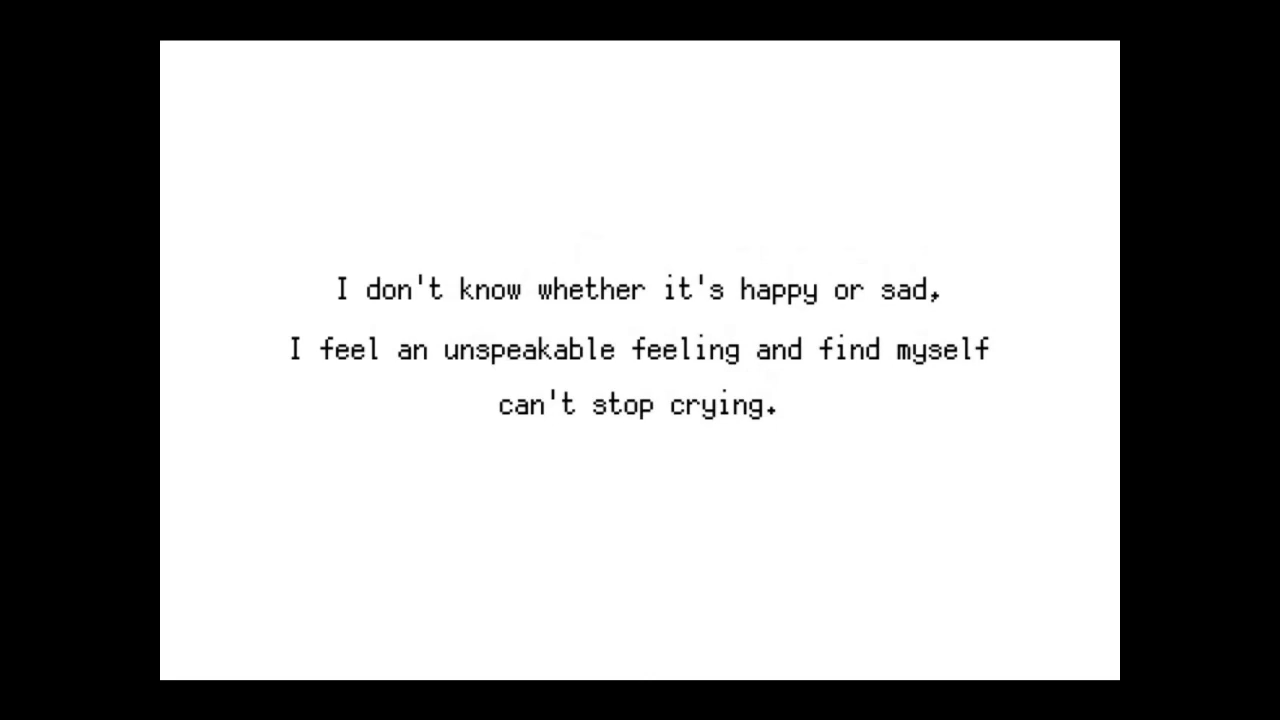 I don't know whether it's happy or sad,
I feel an unspeakable feeling and find myself
can't stop crying.